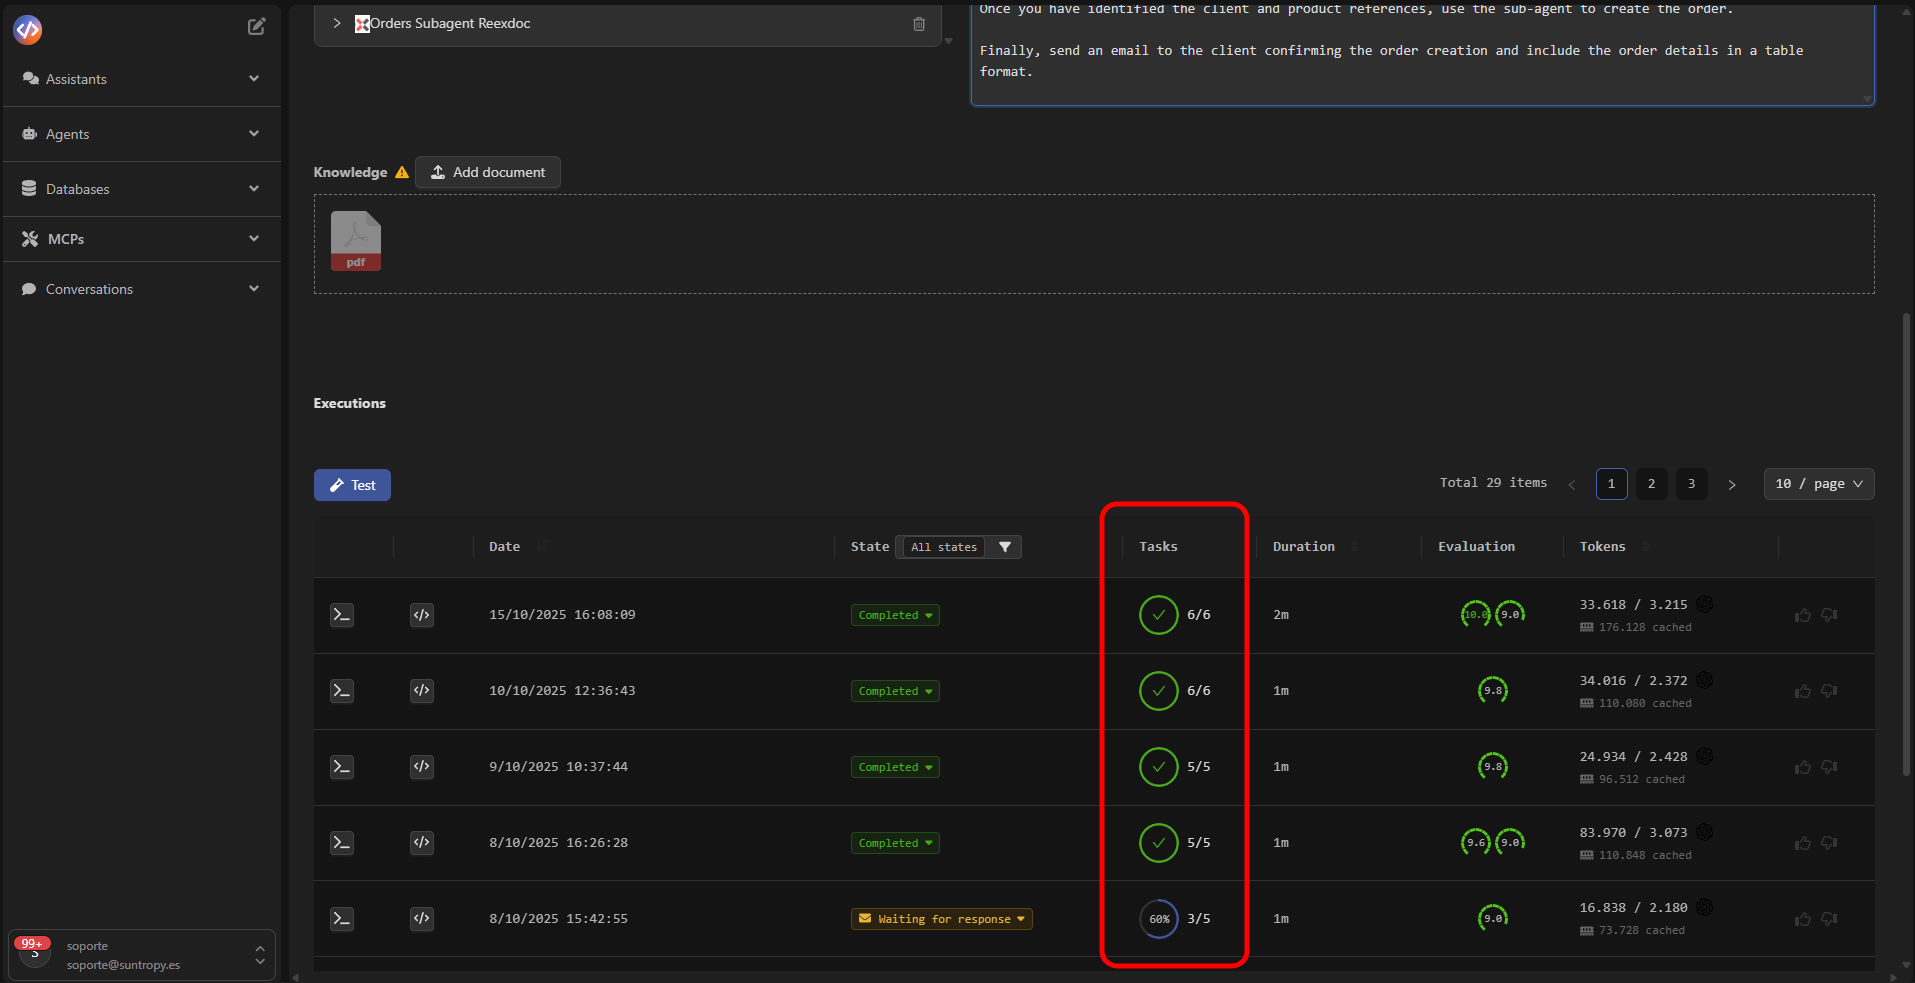 Orders Subagent Reexdoc
Once you have identified the client and product references, use the sub-agent to create the order.
Finally, send an email to the client confirming the order creation and include the order details in a table
format.
Assistants
Agents
Databases
MCPs
Conversations
Knowledge
Add document
pdf
Executions
Test
Total 29 items
1
2
3
10 / page
Date
State
All states
Tasks
Duration
Evaluation
Tokens
15/10/2025 16:08:09
Completed
6/6
2m
10.0
9.0
33.618 / 3.215
176.128 cached
10/10/2025 12:36:43
Completed
6/6
1m
9.8
34.016 / 2.372
110.080 cached
9/10/2025 10:37:44
Completed
5/5
1m
9.8
24.934 / 2.428
96.512 cached
8/10/2025 16:26:28
Completed
5/5
1m
9.6
9.0
83.970 / 3.073
110.848 cached
8/10/2025 15:42:55
Waiting for response
60%
3/5
1m
9.0
16.838 / 2.180
73.728 cached
99+
S
soporte
soporte@suntropy.es